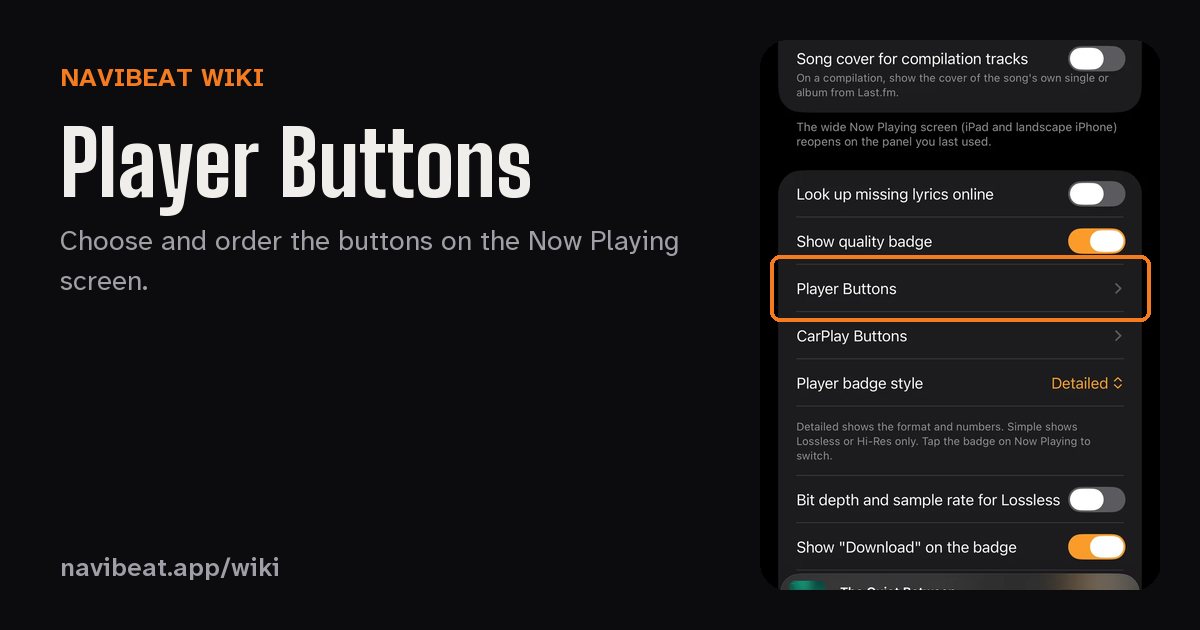 NAVIBEAT WIKI
Player Buttons
Choose and order the buttons on the Now Playing
screen.
navibeat.app/wiki
Song cover for compilation tracks
On a compilation, show the cover of the song's own single or
album from Last.fm.
The wide Now Playing screen (iPad and landscape iPhone)
reopens on the panel you last used.
Look up missing lyrics online
Show quality badge
Player Buttons
CarPlay Buttons
Player badge style Detailed
Detailed shows the format and numbers. Simple shows
Lossless or Hi-Res only. Tap the badge on Now Playing to
switch.
Bit depth and sample rate for Lossless
Show "Download" on the badge
The Quiet Between